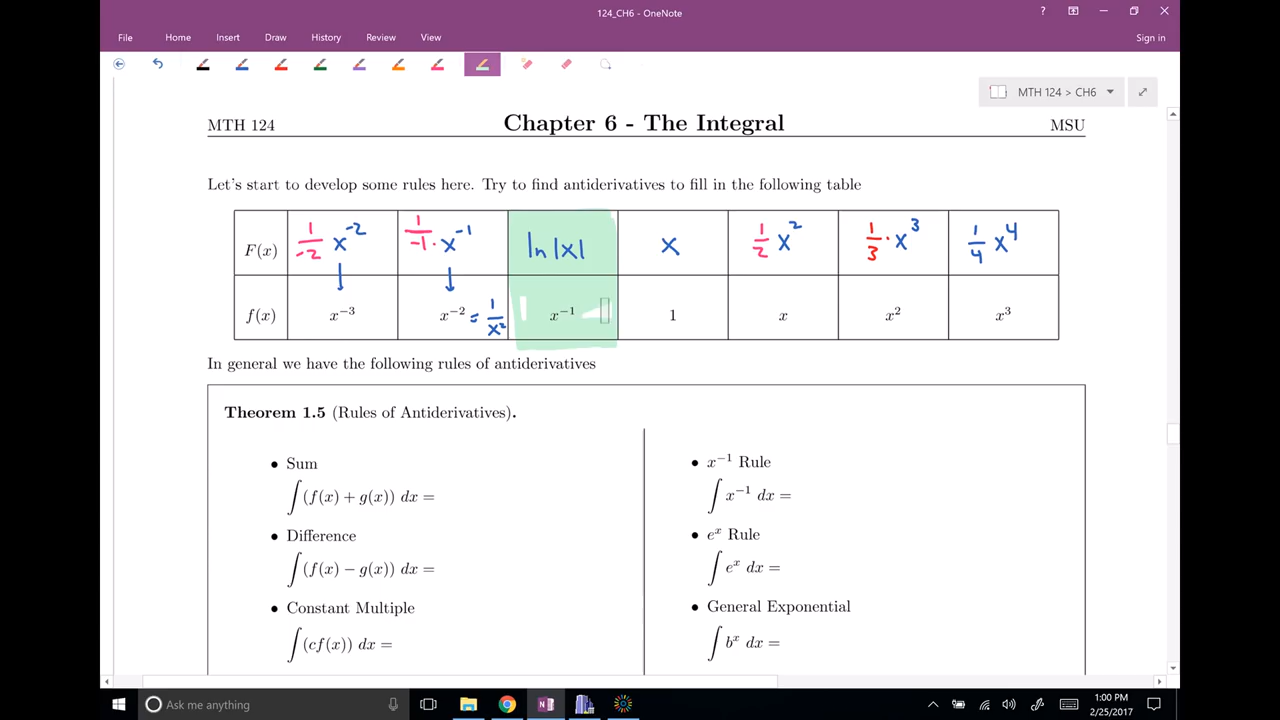 124_CH6 - OneNote
?
File Home Insert Draw History Review View Sign in
MTH 124 > CH6
MTH 124 Chapter 6 - The Integral MSU
Let's start to develop some rules here. Try to find antiderivatives to fill in the following table
F(x) 1/-2 x^-2 1/-1 · x^-1 ln|x| x 1/2 x^2 1/3 · x^3 1/4 x^4
f(x) x^−3 x^−2 = 1/x^2 x^−1 1 x x^2 x^3
In general we have the following rules of antiderivatives
Theorem 1.5 (Rules of Antiderivatives).
• Sum
∫(f(x) + g(x)) dx =
• Difference
∫(f(x) − g(x)) dx =
• Constant Multiple
∫(cf(x)) dx =
• x^−1 Rule
∫ x^−1 dx =
• e^x Rule
∫ e^x dx =
• General Exponential
∫ b^x dx =
Ask me anything
1:00 PM
2/25/2017